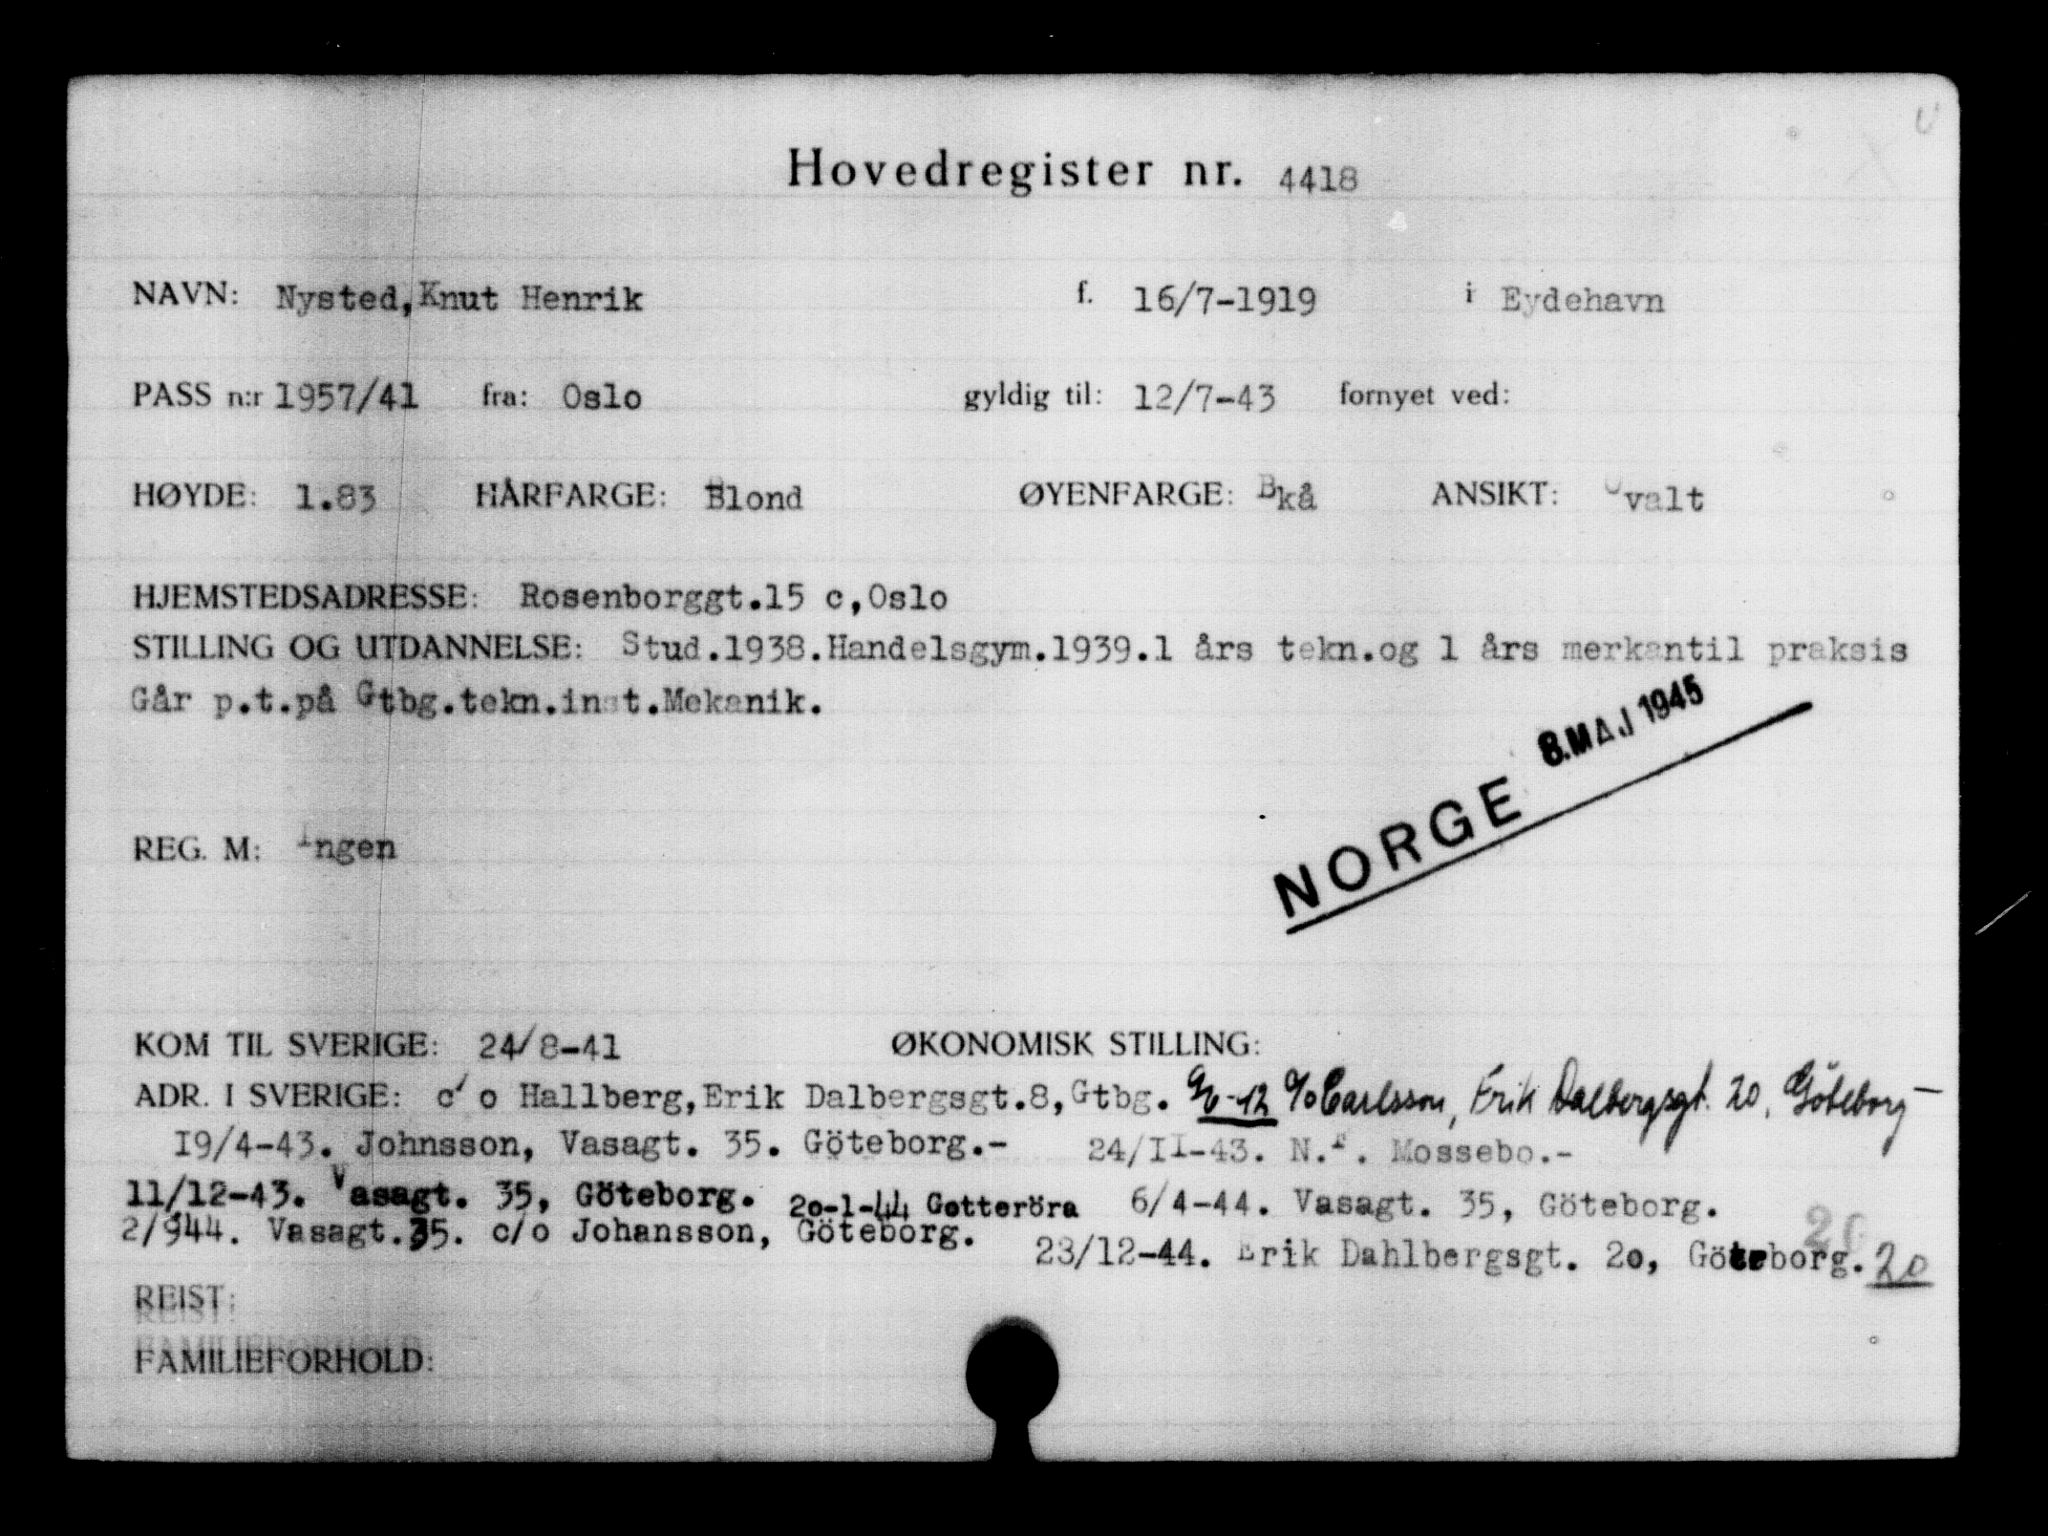 Hovedregister nr. 4418
NAVN: Nysted, Knut Henrik f. 16/7-1919 i Eydehavn
PASS n:r 1957/41 fra: Oslo gyldig til: 12/7-43 fornyet ved:
HØYDE: 1.83 HÅRFARGE: Blond ØYENFARGE: Bkå ANSIKT: Ovalt
HJEMSTEDSADRESSE: Rosenborggt.15 c,Oslo
STILLING OG UTDANNELSE: Stud.1938.Handelsgym.1939.1 års tekn.og 1 års merkantil praksis
Går p.t.på Gtbg.tekn.inst.Mekanik.
NORGE 8.MAJ 1945
REG. M: Ingen
KOM TIL SVERIGE: 24/8-41 ØKONOMISK STILLING:
ADR. I SVERIGE: c/o Hallberg,Erik Dalbergsgt.8,Gtbg. c/o Carlsson, Erik Dalbergsgt. 20, Göteborg-
I9/4-43. Johnsson, Vasagt. 35. Göteborg.- 24/II-43. N.F. Mossebo.-
11/12-43. Vasagt. 35, Göteborg. 2o-1-44 Gotteröra 6/4-44. Vasagt. 35, Göteborg.
2/944. Vasagt.35. c/o Johansson, Göteborg.
23/12-44. Erik Dahlbergsgt. 2o, Göteborg. 20
REIST:
FAMILIEFORHOLD: